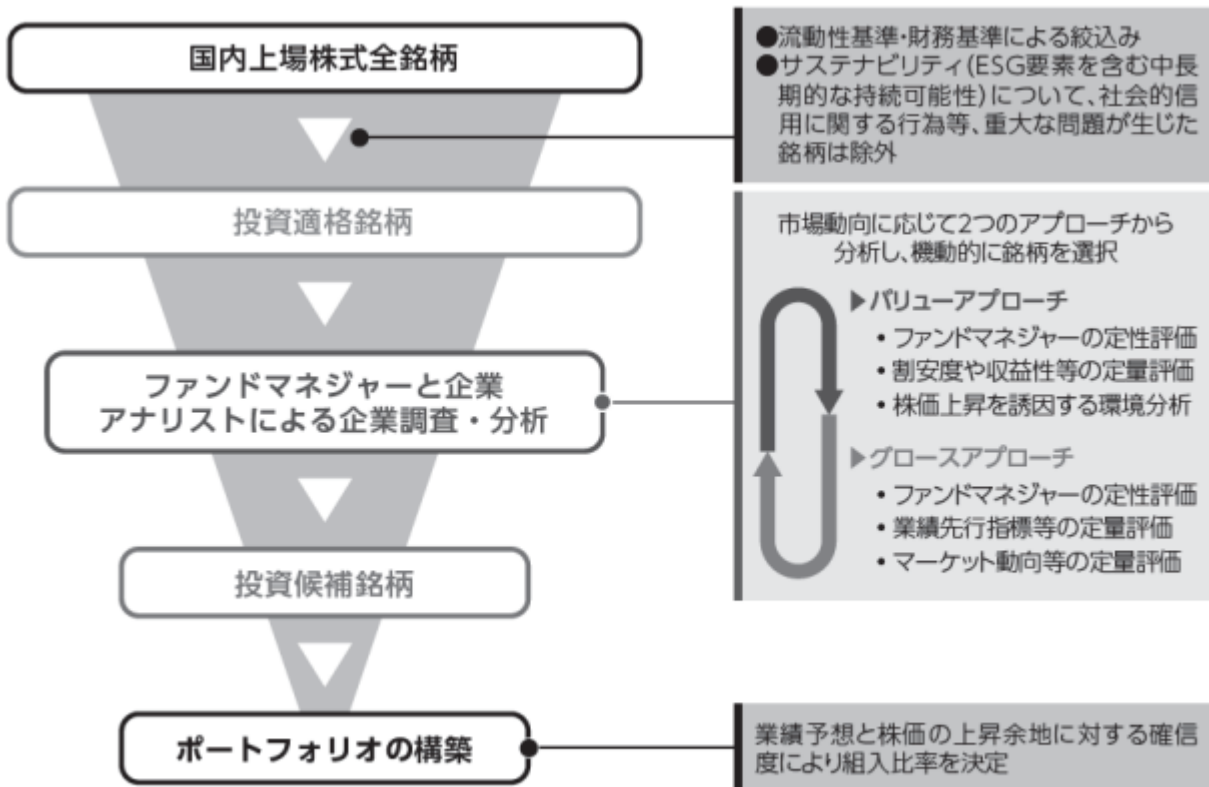 国内上場株式全銘柄
●流動性基準・財務基準による絞込み
●サステナビリティ(ESG要素を含む中長
期的な持続可能性)について、社会的信
用に関する行為等、重大な問題が生じた
銘柄は除外
投資適格銘柄
市場動向に応じて2つのアプローチから
分析し、機動的に銘柄を選択
▶バリューアプローチ
・ファンドマネジャーの定性評価
・割安度や収益性等の定量評価
・株価上昇を誘因する環境分析
ファンドマネジャーと企業
アナリストによる企業調査・分析
▶グロースアプローチ
・ファンドマネジャーの定性評価
・業績先行指標等の定量評価
・マーケット動向等の定量評価
投資候補銘柄
ポートフォリオの構築
業績予想と株価の上昇余地に対する確信
度により組入比率を決定